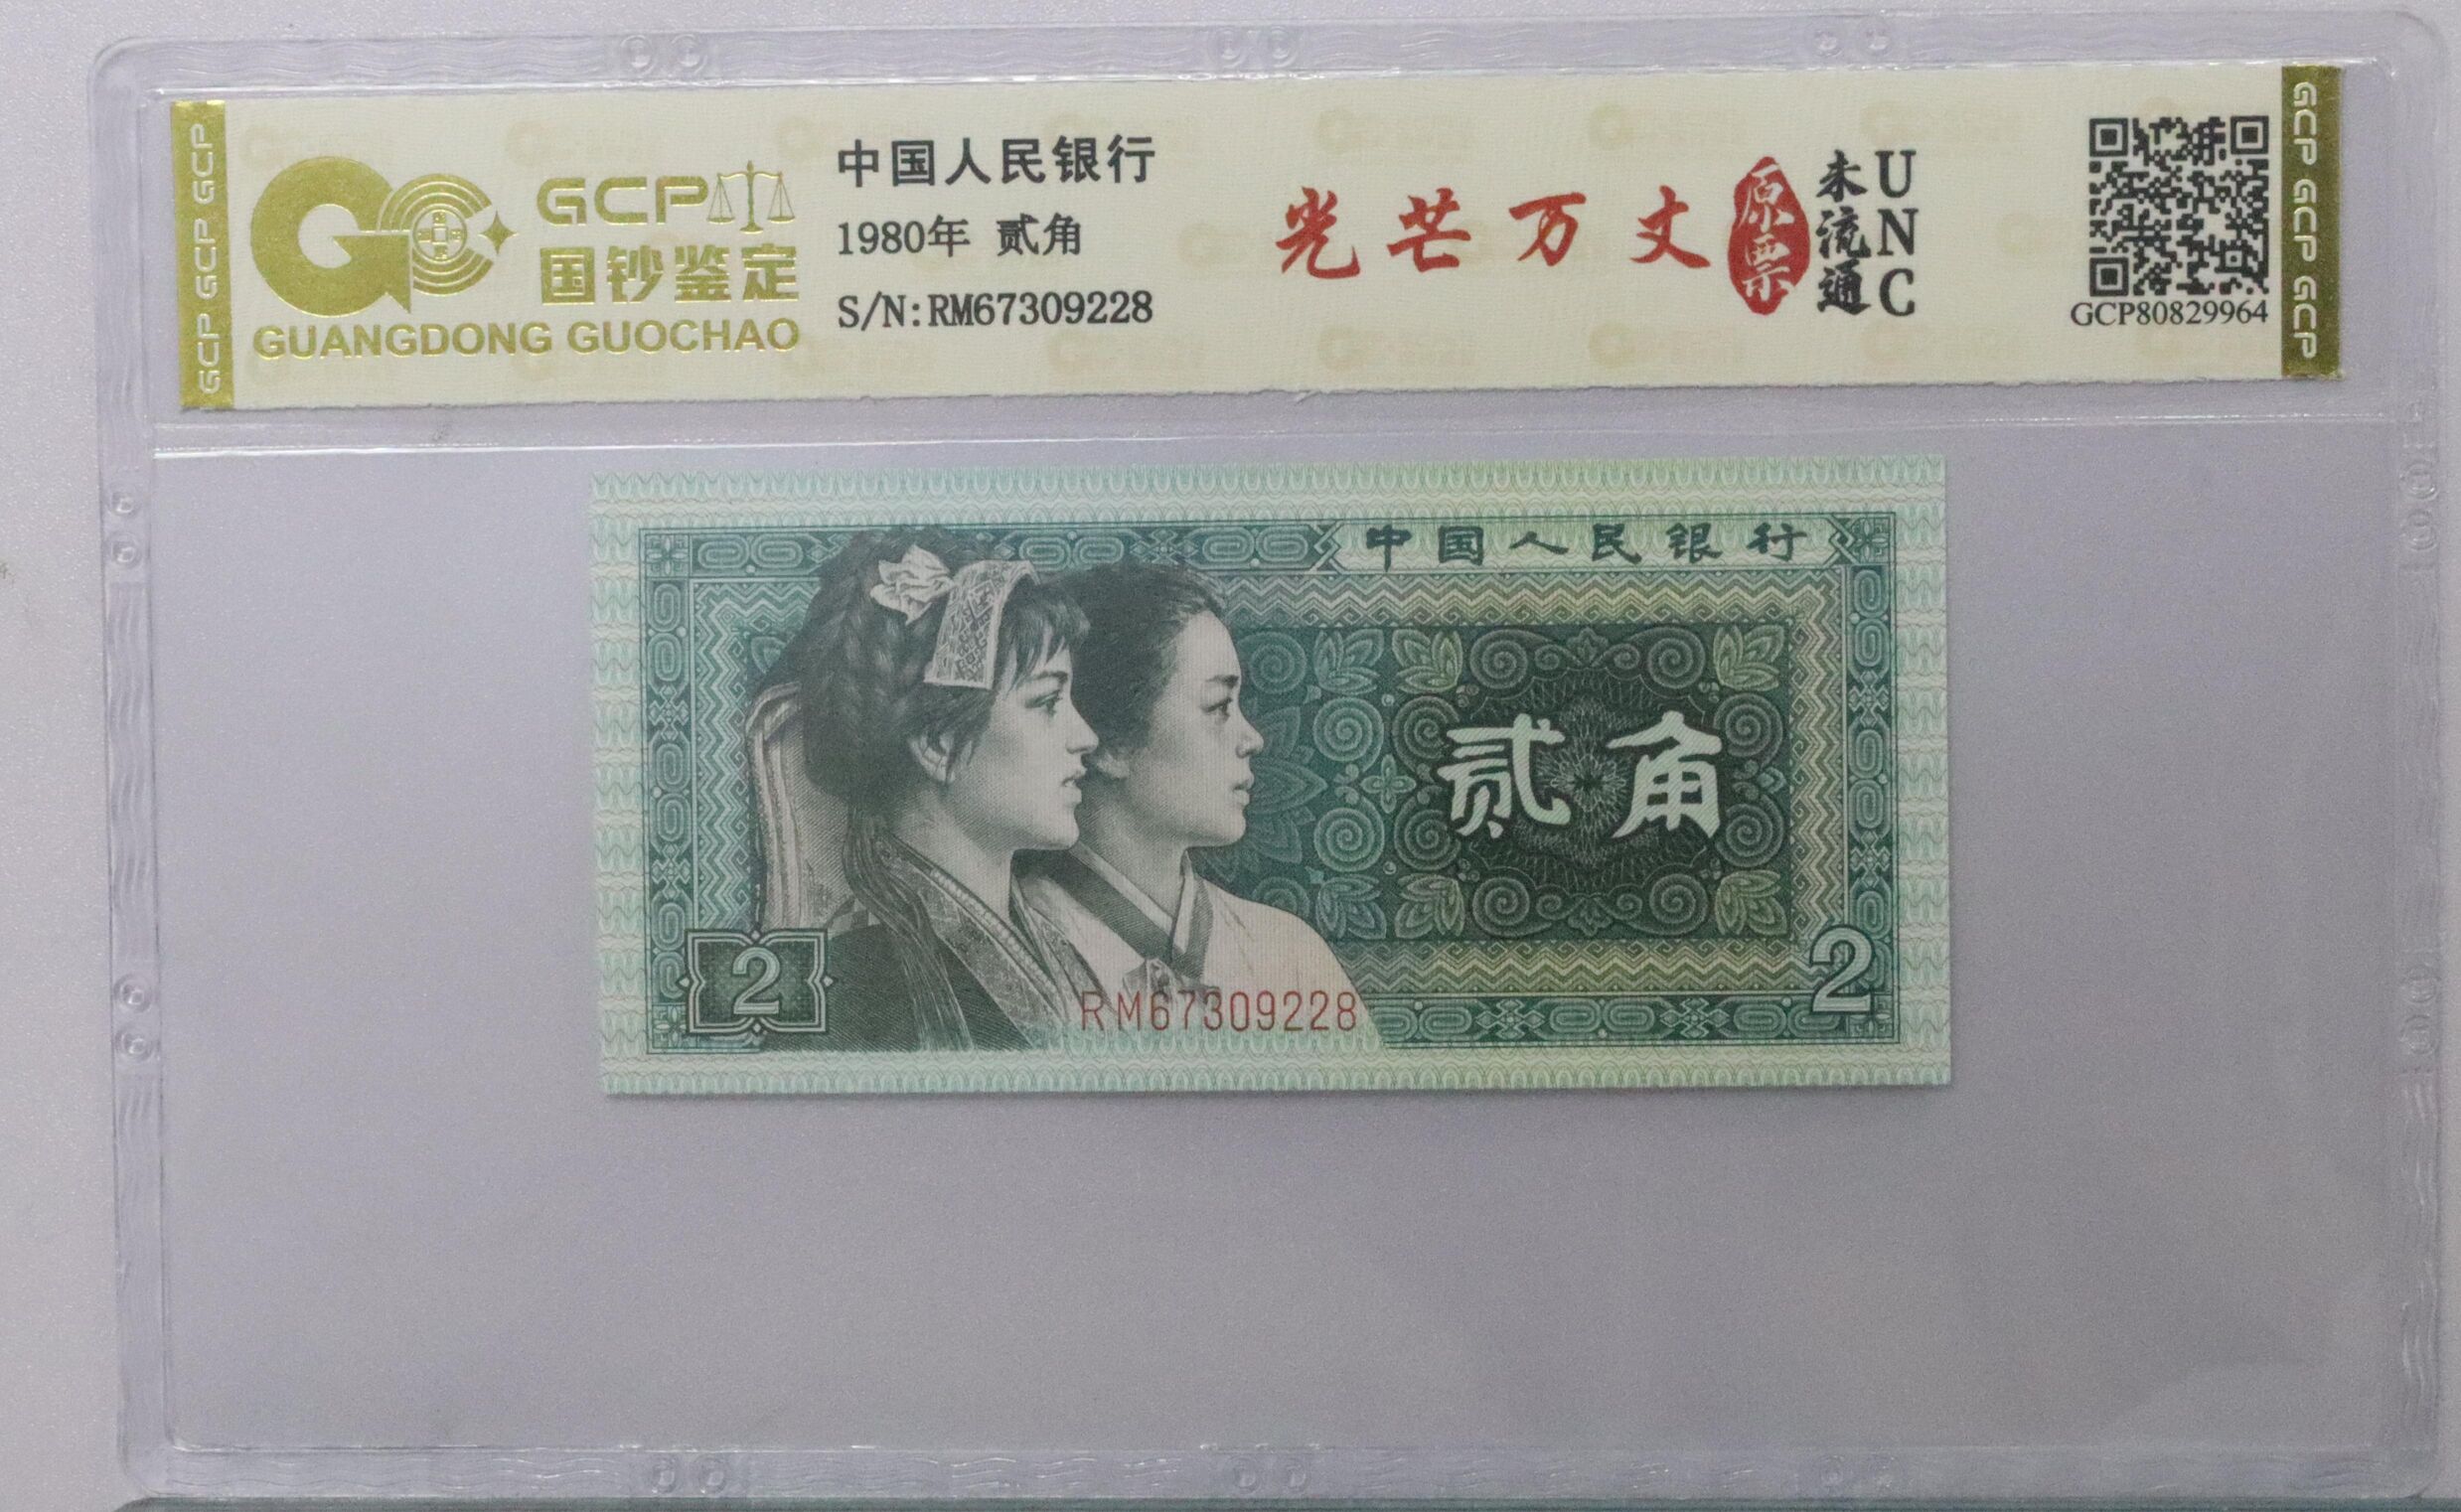 GCP GCP GCP
GCP
国钞鉴定
GUANGDONG GUOCHAO
中国人民银行
1980年 贰角
S/N:RM67309228
光芒万丈
原票
未流通
UNC
GCP80829964
GCP GCP GCP
中国人民银行
贰角
2
2
RM67309228